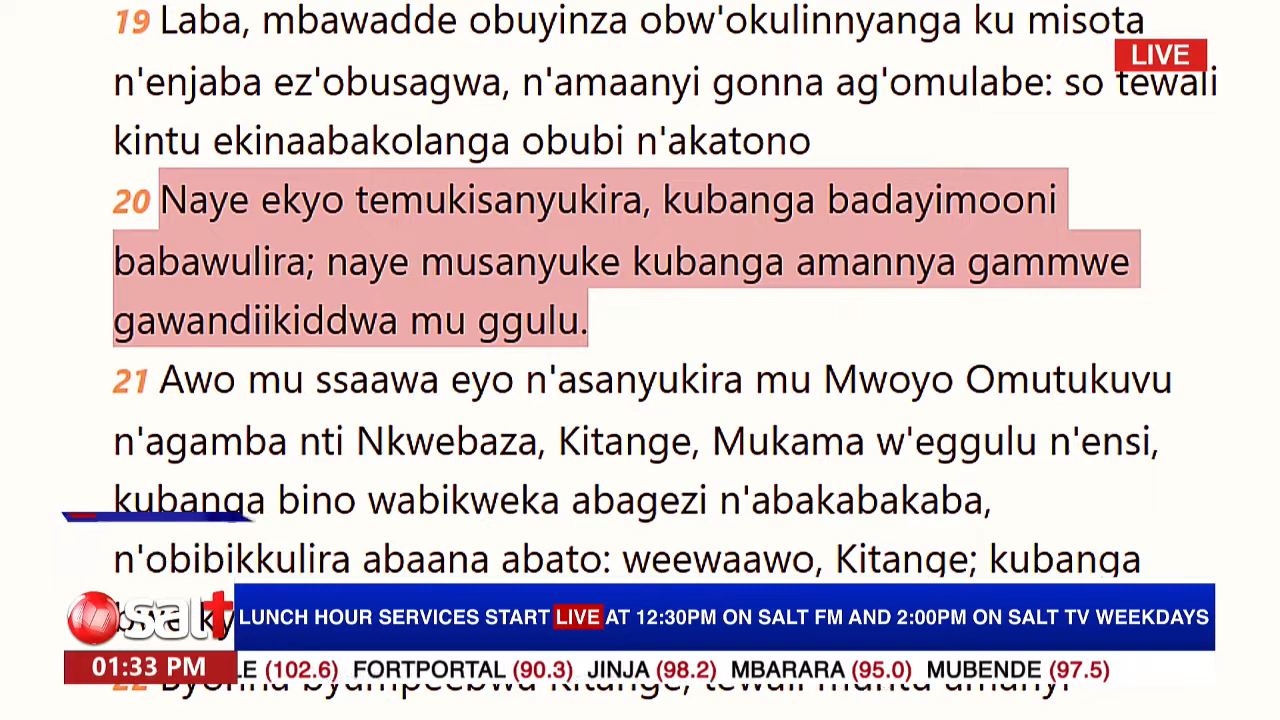 19 Laba, mbawadde obuyinza obw'okulinnyanga ku misota
LIVE
n'enjaba ez'obusagwa, n'amaanyi gonna ag'omulabe: so tewali
kintu ekinaabakolanga obubi n'akatono
20 Naye ekyo temukisanyukira, kubanga badayimooni
babawulira; naye musanyuke kubanga amannya gammwe
gawandiikiddwa mu ggulu.
21 Awo mu ssaawa eyo n'asanyukira mu Mwoyo Omutukuvu
n'agamba nti Nkwebaza, Kitange, Mukama w'eggulu n'ensi,
kubanga bino wabikweka abagezi n'abakabakaba,
n'obibikkulira abaana abato: weewaawo, Kitange; kubanga
salt
LUNCH HOUR SERVICES START LIVE AT 12:30PM ON SALT FM AND 2:00PM ON SALT TV WEEKDAYS
01:33 PM
LE (102.6) FORTPORTAL (90.3) JINJA (98.2) MBARARA (95.0) MUBENDE (97.5)